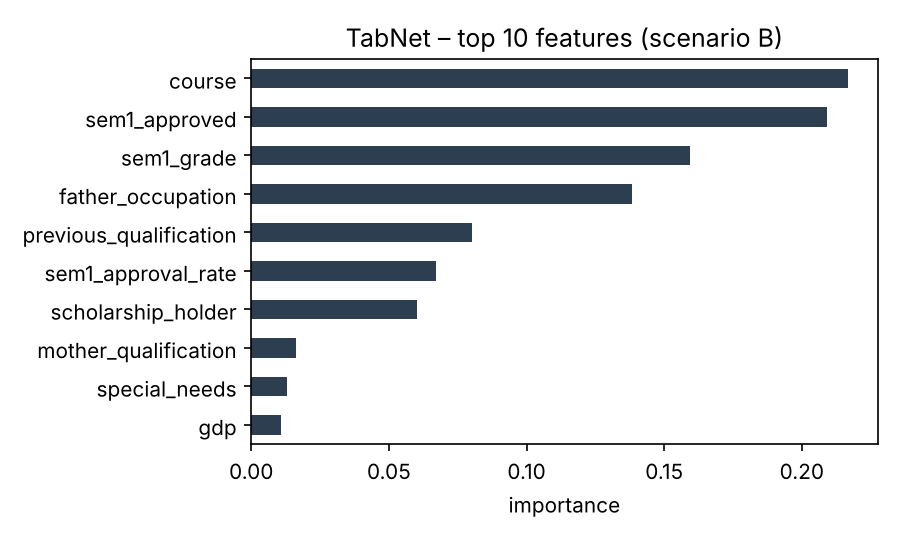 TabNet – top 10 features (scenario B)
course
sem1_approved
sem1_grade
father_occupation
previous_qualification
sem1_approval_rate
scholarship_holder
mother_qualification
special_needs
gdp
0.00 0.05 0.10 0.15 0.20
importance